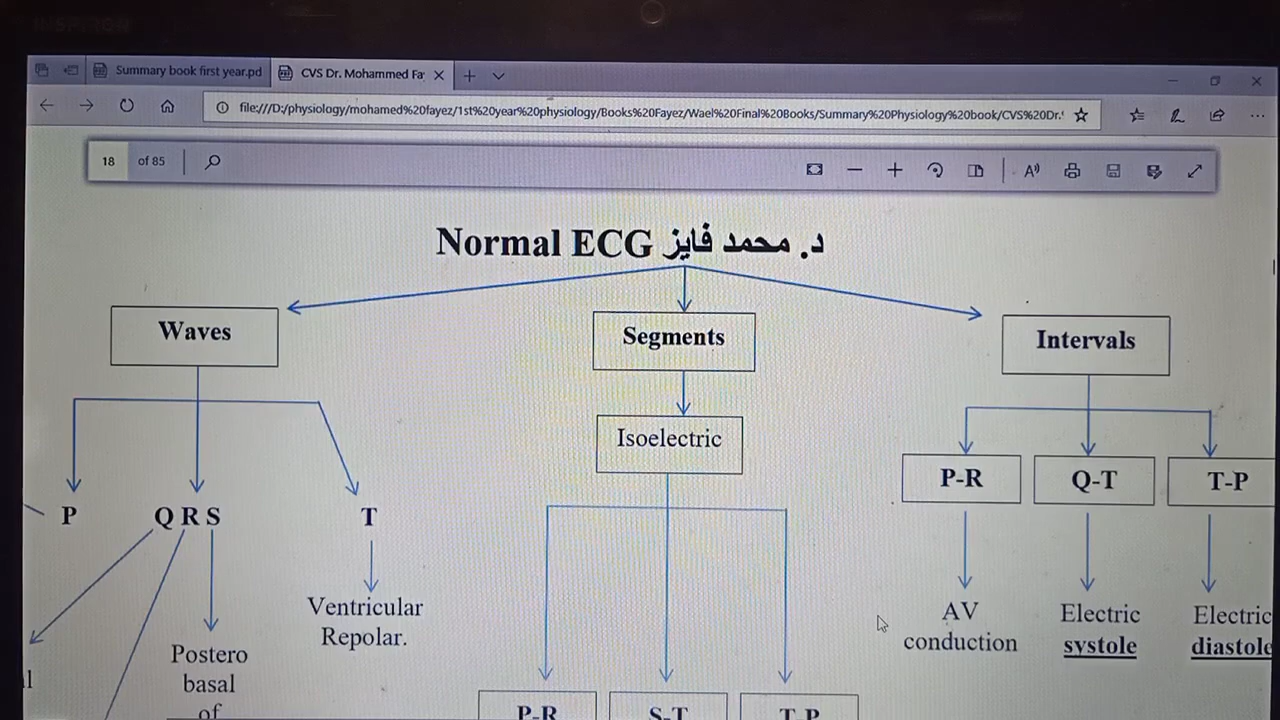 Summary book first year.pd
CVS Dr. Mohammed Fa
file:///D:/physiology/mohamed%20fayez/1st%20year%20physiology/Books%20Fayez/Wael%20Final%20Books/Summary%20Physiology%20book/CVS%20Dr.
18 of 85
Normal ECG د. محمد فايز
Waves
Segments
Intervals
Isoelectric
P-R
Q-T
T-P
P
Q R S
T
Ventricular
Repolar.
AV
conduction
Electric
systole
Electric
diastole
Postero
basal
of
P-R
S-T
T-P